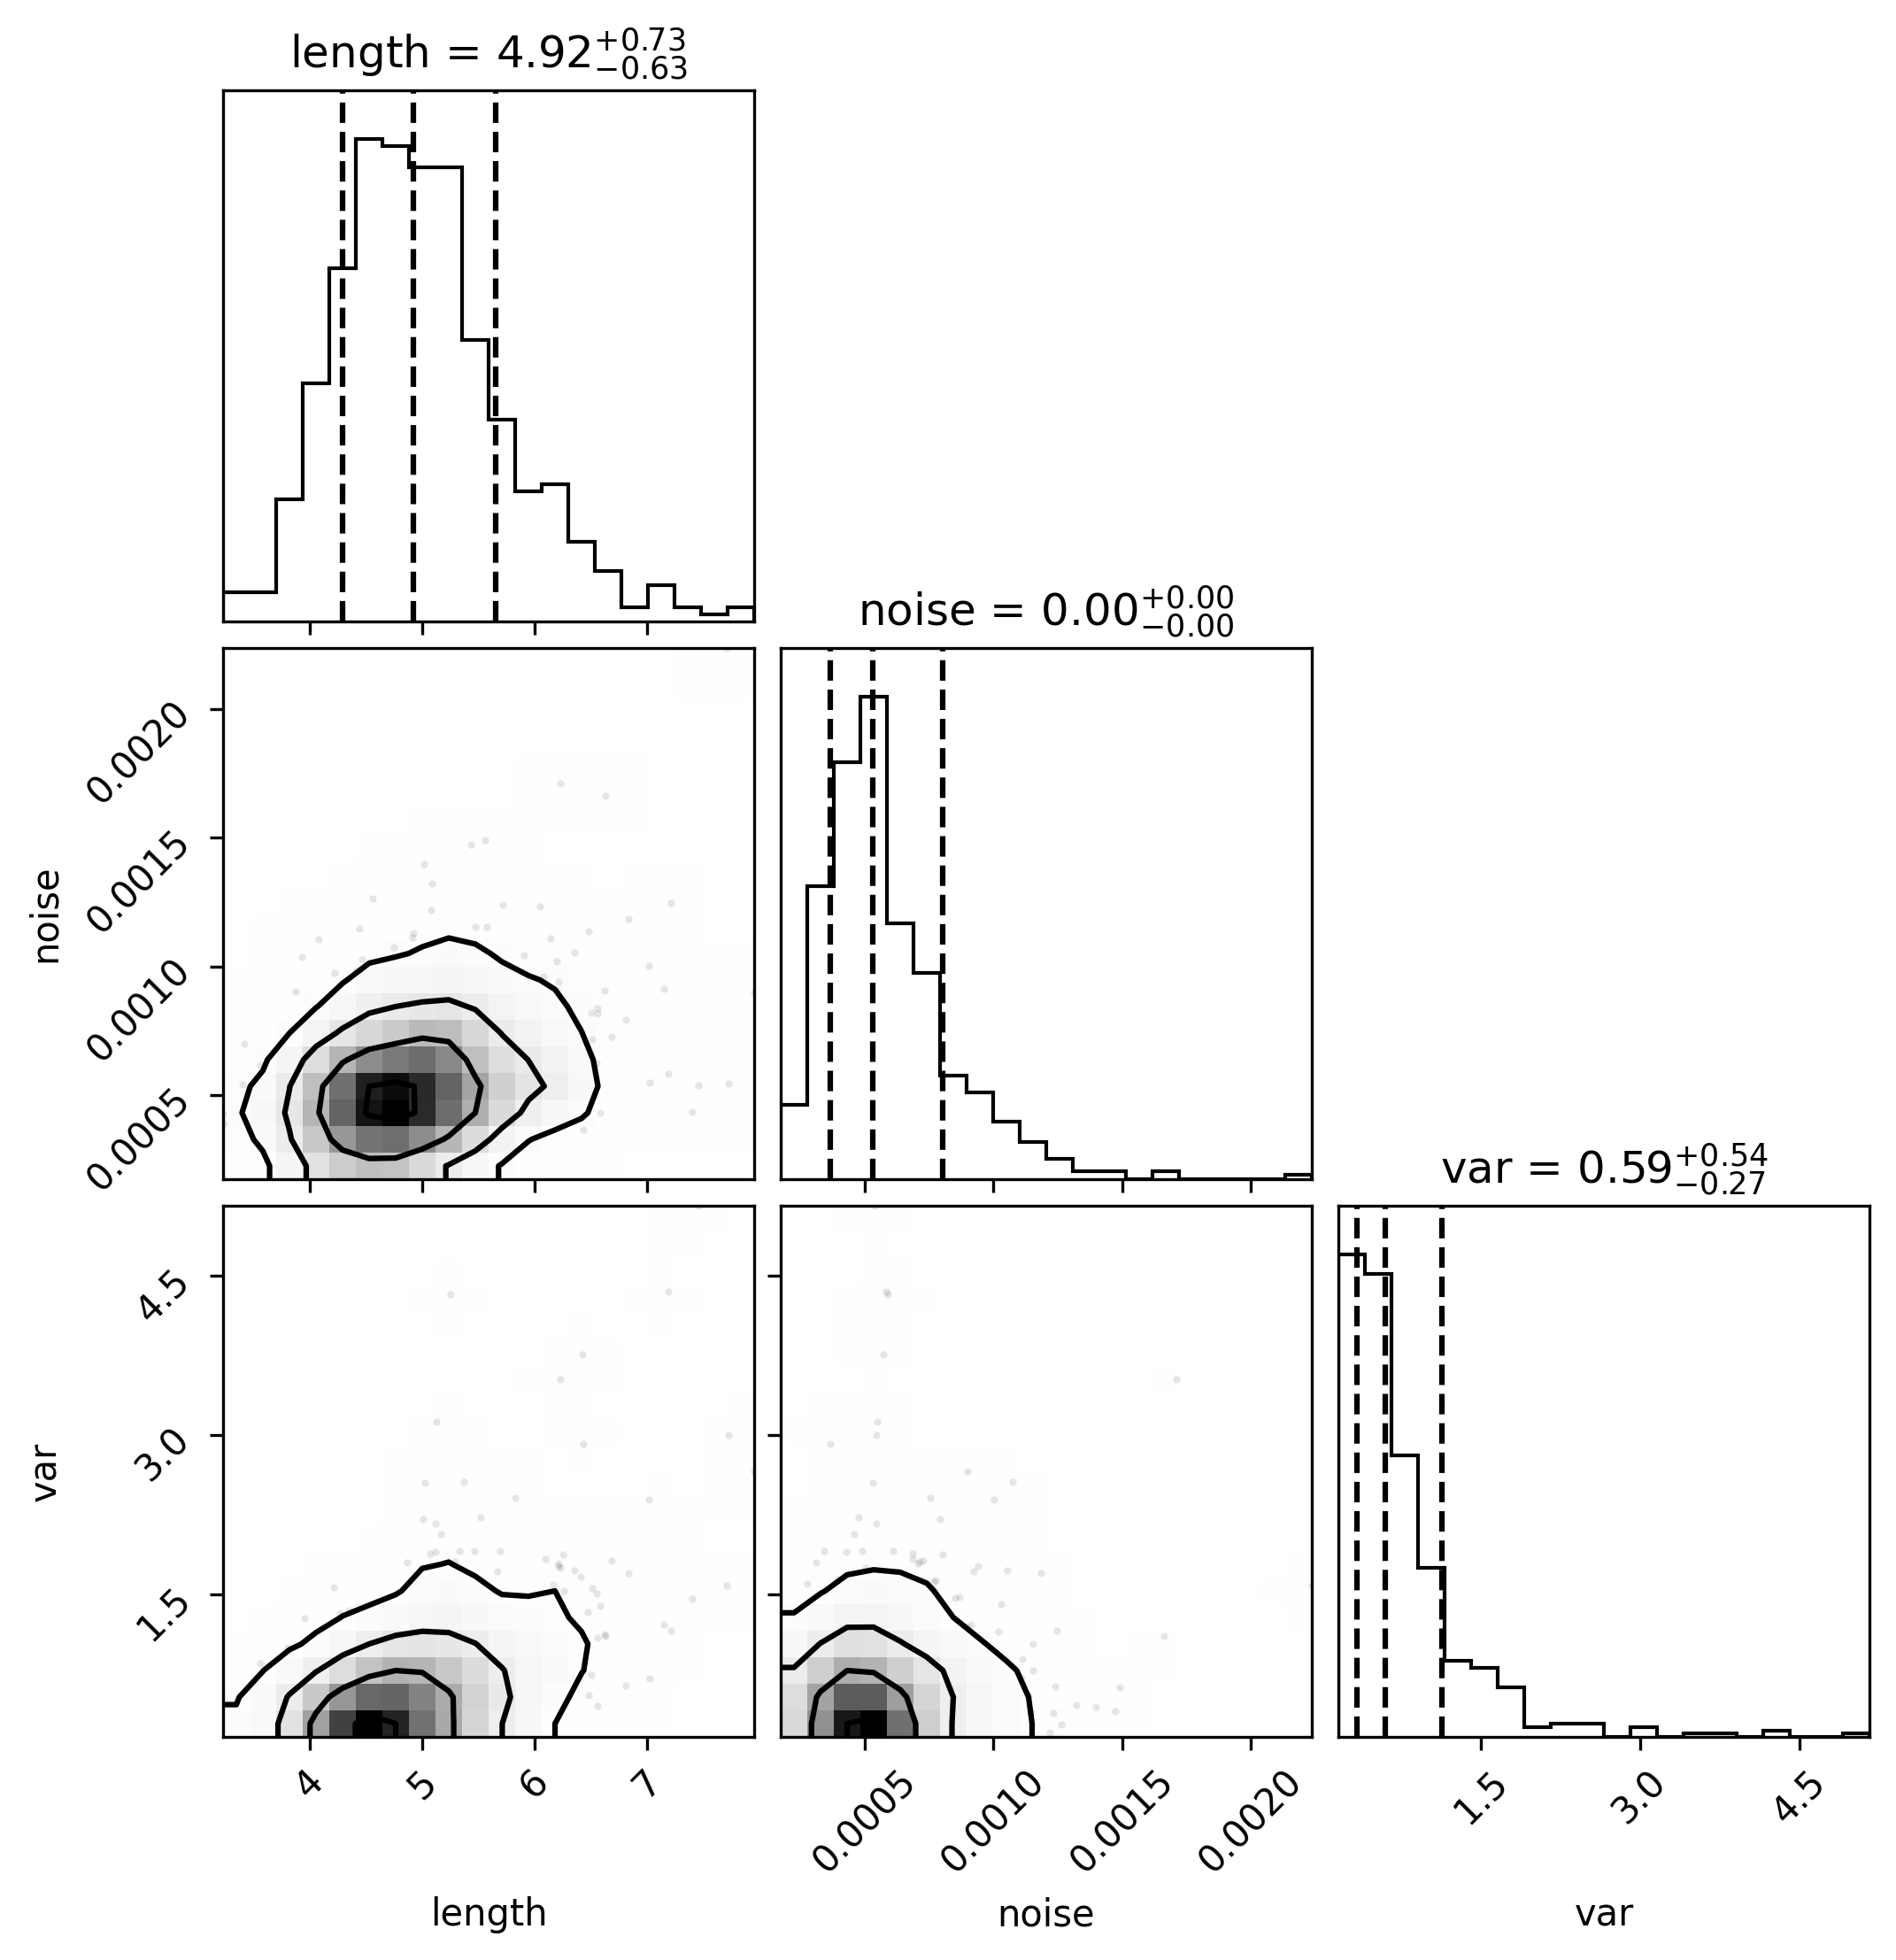 length = 4.92 +0.73 −0.63
noise = 0.00 +0.00 −0.00
0.0020
0.0015
0.0010
0.0005
noise
var = 0.59 +0.54 −0.27
4.5
3.0
1.5
var
4 5 6 7
0.0005 0.0010 0.0015 0.0020
1.5 3.0 4.5
length
noise
var